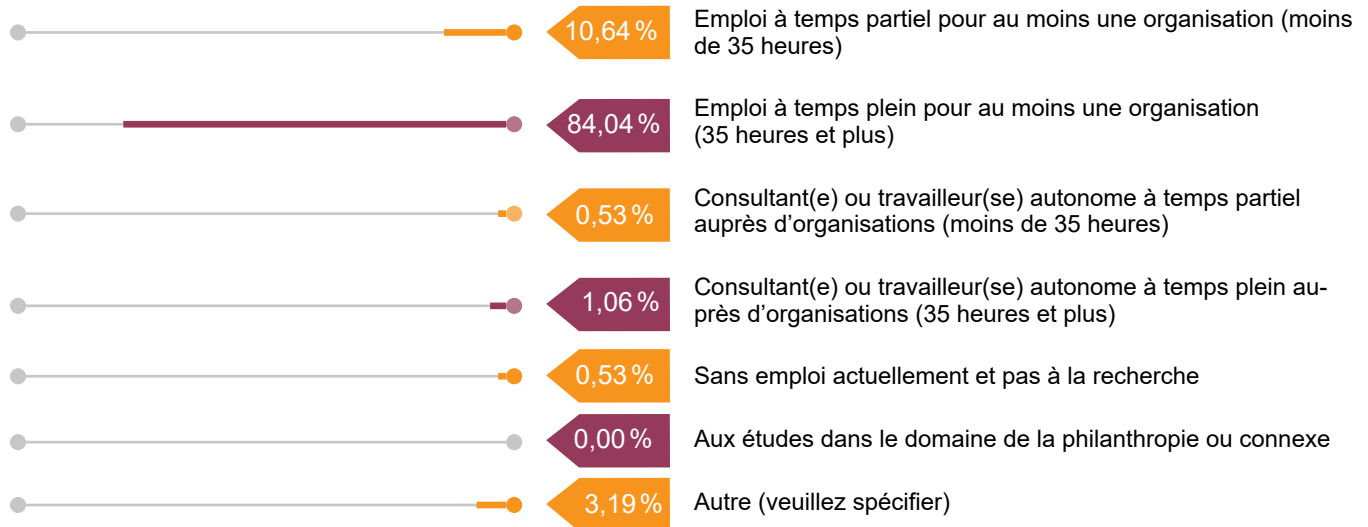 10,64 %
Emploi à temps partiel pour au moins une organisation (moins
de 35 heures)
84,04 %
Emploi à temps plein pour au moins une organisation
(35 heures et plus)
0,53 %
Consultant(e) ou travailleur(se) autonome à temps partiel
auprès d’organisations (moins de 35 heures)
1,06 %
Consultant(e) ou travailleur(se) autonome à temps plein au-
près d’organisations (35 heures et plus)
0,53 %
Sans emploi actuellement et pas à la recherche
0,00 %
Aux études dans le domaine de la philanthropie ou connexe
3,19 %
Autre (veuillez spécifier)